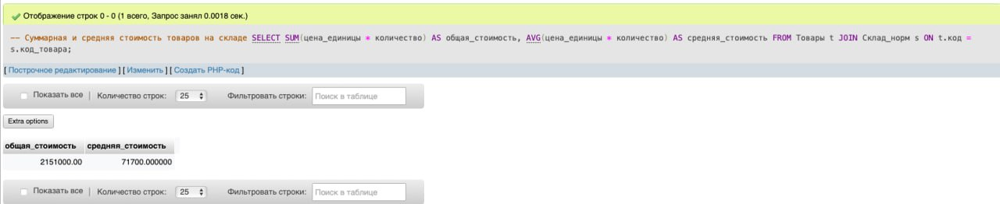 Отображение строк 0 - 0 (1 всего, Запрос занял 0.0018 сек.)
-- Суммарная и средняя стоимость товаров на складе SELECT SUM(цена_единицы * количество) AS общая_стоимость, AVG(цена_единицы * количество) AS средняя_стоимость FROM Товары t JOIN Склад_норм s ON t.код =
s.код_товара;
[ Построчное редактирование ] [ Изменить ] [ Создать PHP-код ]
Показать все | Количество строк: 25 Фильтровать строки: Поиск в таблице
Extra options
общая_стоимость средняя_стоимость
2151000.00 71700.000000
Показать все | Количество строк: 25 Фильтровать строки: Поиск в таблице